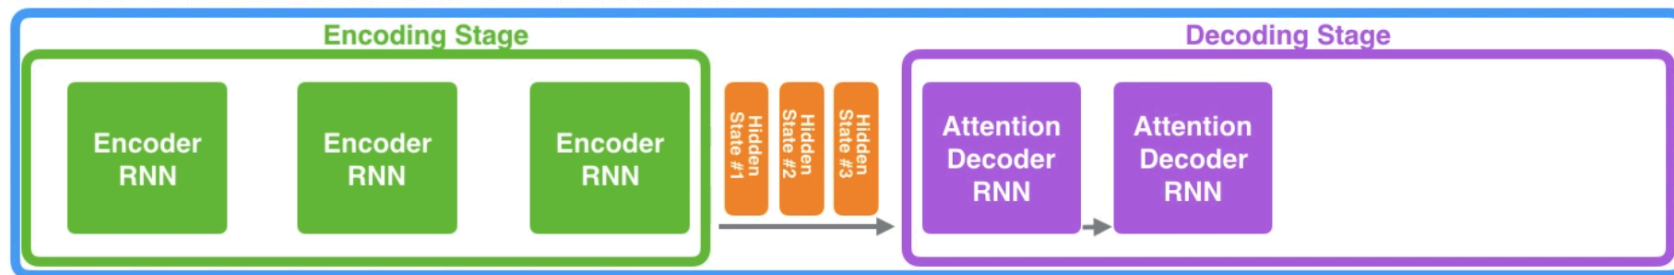 Encoding Stage
Decoding Stage
Encoder
RNN
Encoder
RNN
Encoder
RNN
Hidden
State #1
Hidden
State #2
Hidden
State #3
Attention
Decoder
RNN
Attention
Decoder
RNN